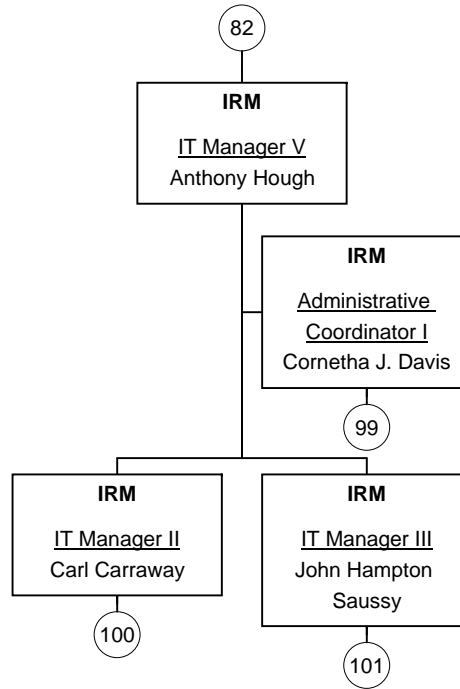 82
IRM
IT Manager V
Anthony Hough
IRM
Administrative
Coordinator I
Cornetha J. Davis
99
IRM
IT Manager II
Carl Carraway
100
IRM
IT Manager III
John Hampton
Saussy
101